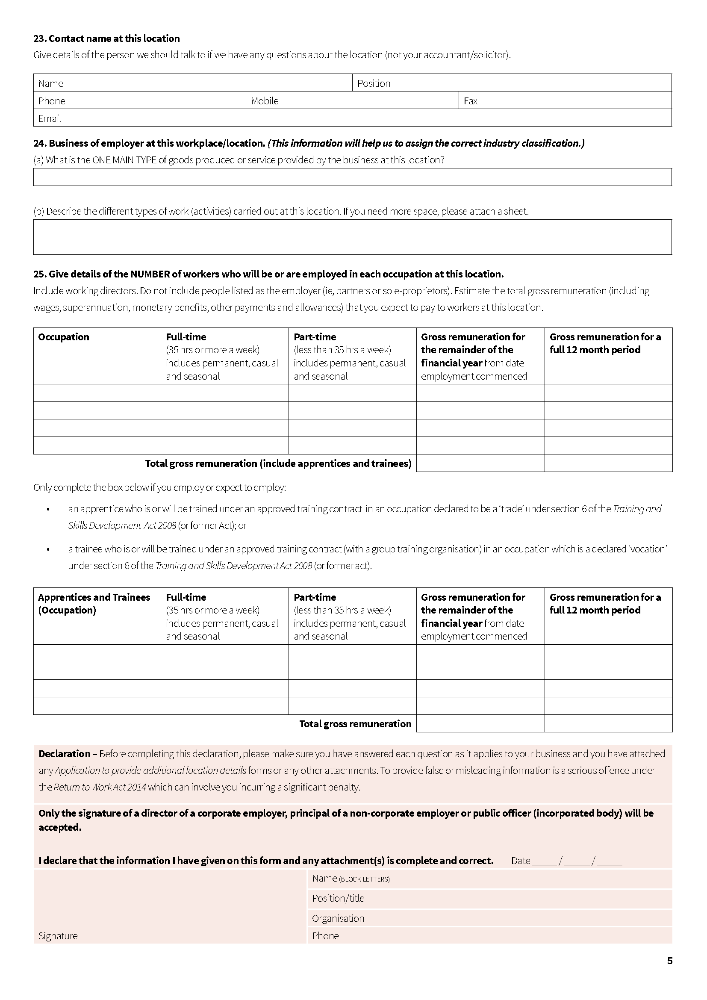 23. Contact name at this location
Give details of the person we should talk to if we have any questions about the location (not your accountant/solicitor).
Name Position
Phone Mobile Fax
Email
24. Business of employer at this workplace/location. (This information will help us to assign the correct industry classification.)
(a) What is the ONE MAIN TYPE of goods produced or service provided by the business at this location?
(b) Describe the different types of work (activities) carried out at this location. If you need more space, please attach a sheet.
25. Give details of the NUMBER of workers who will be or are employed in each occupation at this location.
Include working directors. Do not include people listed as the employer (ie, partners or sole-proprietors). Estimate the total gross remuneration (including
wages, superannuation, monetary benefits, other payments and allowances) that you expect to pay to workers at this location.
Occupation
Full-time
(35 hrs or more a week)
includes permanent, casual
and seasonal
Part-time
(less than 35 hrs a week)
includes permanent, casual
and seasonal
Gross remuneration for
the remainder of the
financial year from date
employment commenced
Gross remuneration for a
full 12 month period
Total gross remuneration (include apprentices and trainees)
Only complete the box below if you employ or expect to employ:
• an apprentice who is or will be trained under an approved training contract in an occupation declared to be a ‘trade’ under section 6 of the Training and
Skills Development Act 2008 (or former Act); or
• a trainee who is or will be trained under an approved training contract (with a group training organisation) in an occupation which is a declared ‘vocation’
under section 6 of the Training and Skills Development Act 2008 (or former act).
Apprentices and Trainees
(Occupation)
Full-time
(35 hrs or more a week)
includes permanent, casual
and seasonal
Part-time
(less than 35 hrs a week)
includes permanent, casual
and seasonal
Gross remuneration for
the remainder of the
financial year from date
employment commenced
Gross remuneration for a
full 12 month period
Total gross remuneration
Declaration – Before completing this declaration, please make sure you have answered each question as it applies to your business and you have attached
any Application to provide additional location details forms or any other attachments. To provide false or misleading information is a serious offence under
the Return to Work Act 2014 which can involve you incurring a significant penalty.
Only the signature of a director of a corporate employer, principal of a non-corporate employer or public officer (incorporated body) will be
accepted.
I declare that the information I have given on this form and any attachment(s) is complete and correct. Date _____ / _____ / _____
Name (BLOCK LETTERS)
Position/title
Organisation
Signature
Phone
5